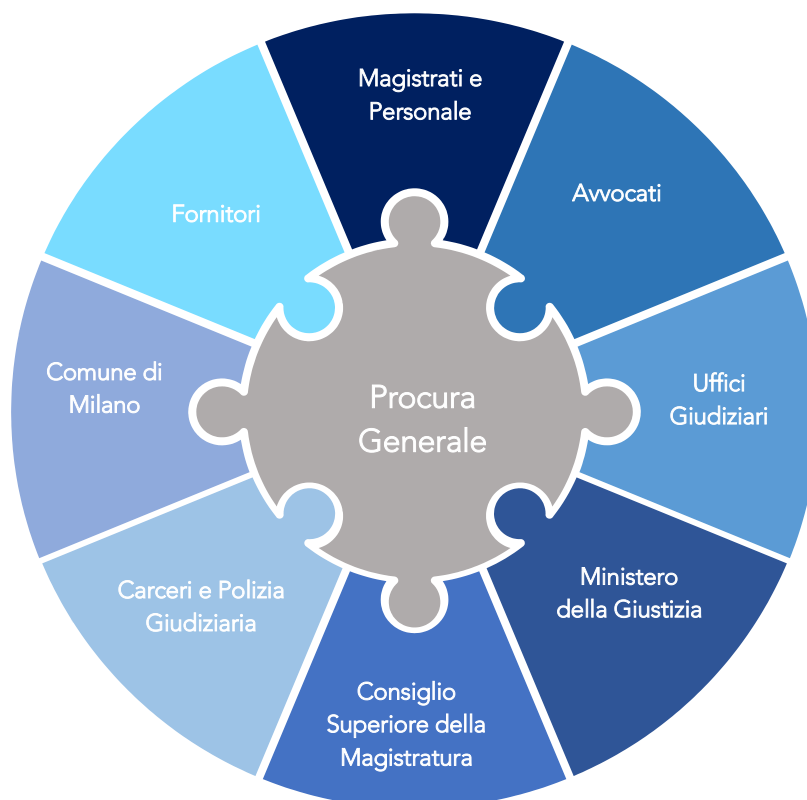 Magistrati e
Personale
Avvocati
Uffici
Giudiziari
Ministero
della Giustizia
Consiglio
Superiore della
Magistratura
Carceri e Polizia
Giudiziaria
Comune di
Milano
Fornitori
Procura
Generale